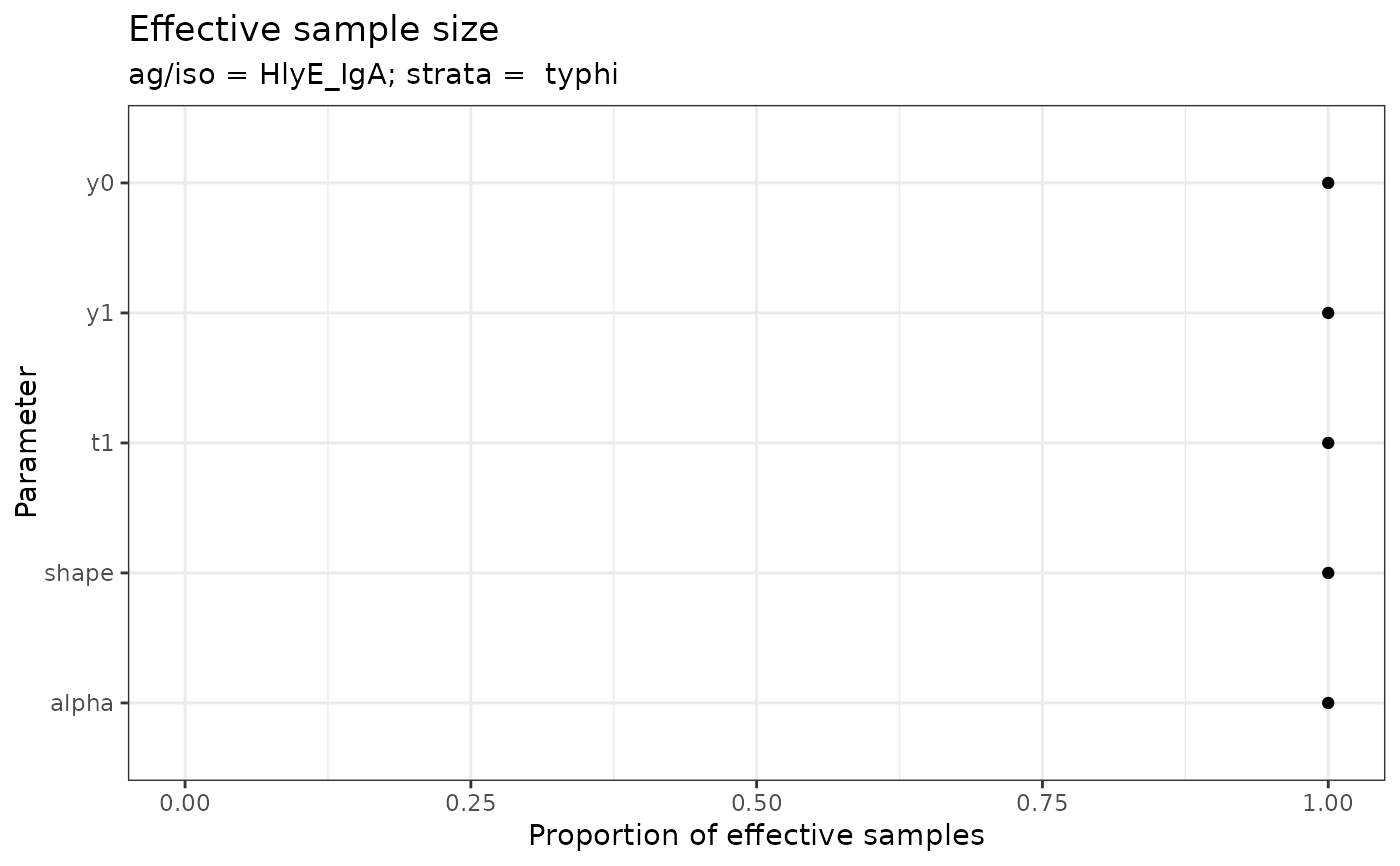 Effective sample size
ag/iso = HlyE_IgA; strata =  typhi
y0
y1
t1
shape
alpha
Parameter
0.00 0.25 0.50 0.75 1.00
Proportion of effective samples